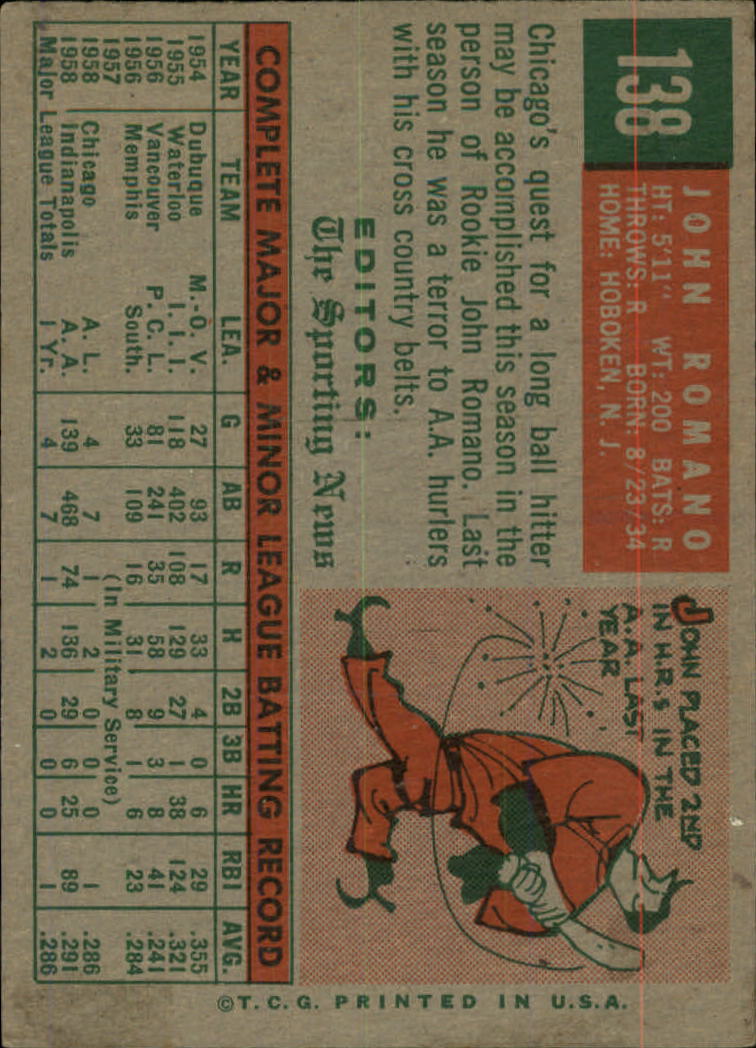 138
JOHN ROMANO
HT: 5'11" WT: 200 BATS: R
THROWS: R BORN: 8/23/34
HOME: HOBOKEN, N. J.
Chicago's quest for a long ball hitter
may be accomplished this season in the
person of Rookie John Romano. Last
season he was a terror to A.A. hurlers
with his cross country belts.
EDITORS:
The Sporting News
JOHN PLACED 2ND
IN H.R.S IN THE
A.A. LAST
YEAR
COMPLETE MAJOR & MINOR LEAGUE BATTING RECORD
YEAR TEAM LEA. G AB R H 2B 3B HR RBI AVG.
1954 Dubuque M.-O. V. 27 93 17 33 4 0 6 29 .355
1955 Waterloo I. I. I. 118 402 108 129 27 1 38 124 .321
1956 Vancouver P. C. L. 81 241 35 58 9 3 8 41 .241
1956 Memphis South. 33 109 16 31 8 1 6 23 .284
1957 (In Military Service)
1958 Chicago A. L. 4 7 1 2 0 0 0 1 .286
1958 Indianapolis A. A. 139 468 74 136 29 6 25 89 .291
Major League Totals 1 Yr. 4 7 1 2 0 0 0 1 .286
©T. C. G. PRINTED IN U.S.A.